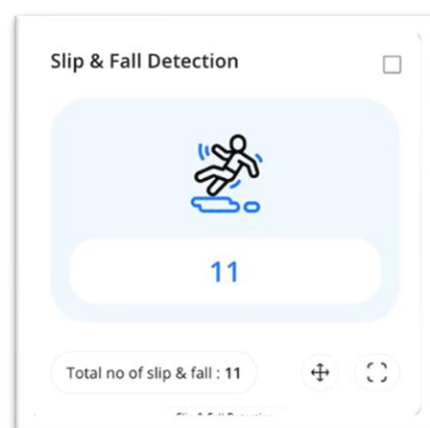 Slip & Fall Detection
11
Total no of slip & fall : 11